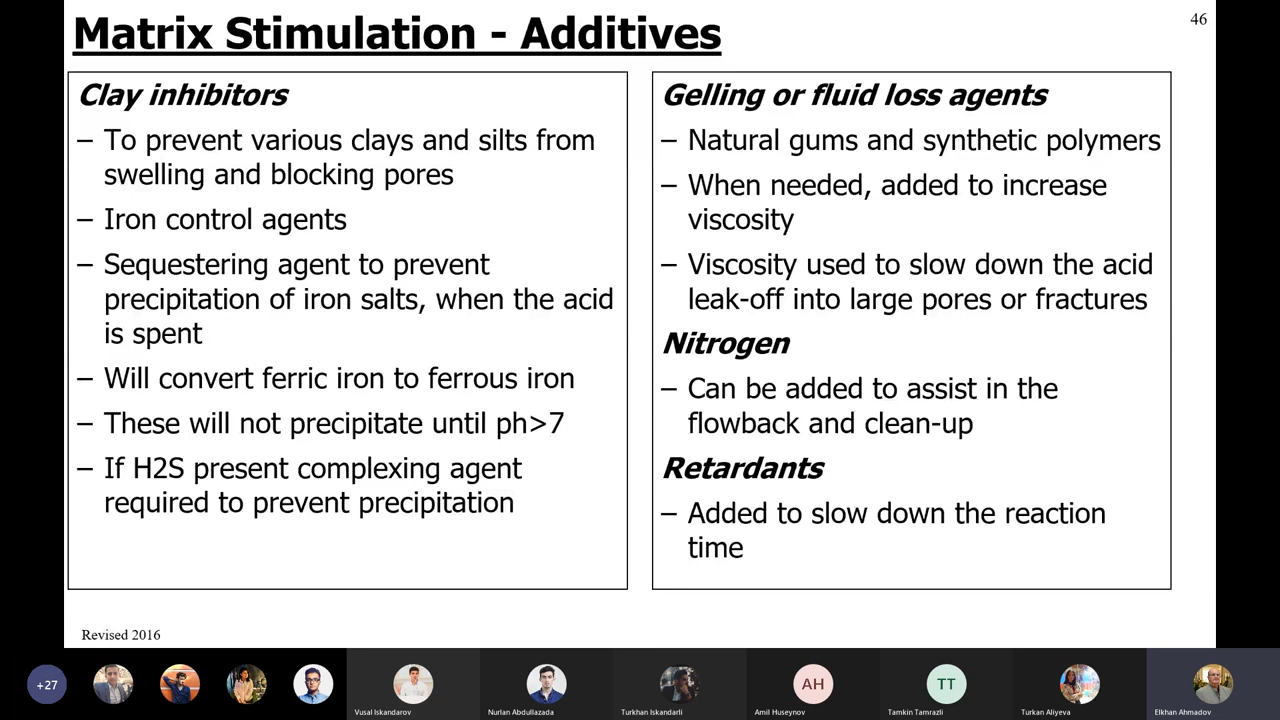 Matrix Stimulation - Additives
46
Clay inhibitors
– To prevent various clays and silts from
swelling and blocking pores
– Iron control agents
– Sequestering agent to prevent
precipitation of iron salts, when the acid
is spent
– Will convert ferric iron to ferrous iron
– These will not precipitate until ph>7
– If H2S present complexing agent
required to prevent precipitation
Gelling or fluid loss agents
– Natural gums and synthetic polymers
– When needed, added to increase
viscosity
– Viscosity used to slow down the acid
leak-off into large pores or fractures
Nitrogen
– Can be added to assist in the
flowback and clean-up
Retardants
– Added to slow down the reaction
time
Revised 2016
+27
Vusal Iskandarov
Nurlan Abdullazada
Turkhan Iskandarli
AH
Amil Huseynov
TT
Tamkin Tamrazli
Turkan Aliyeva
Elkhan Ahmadov